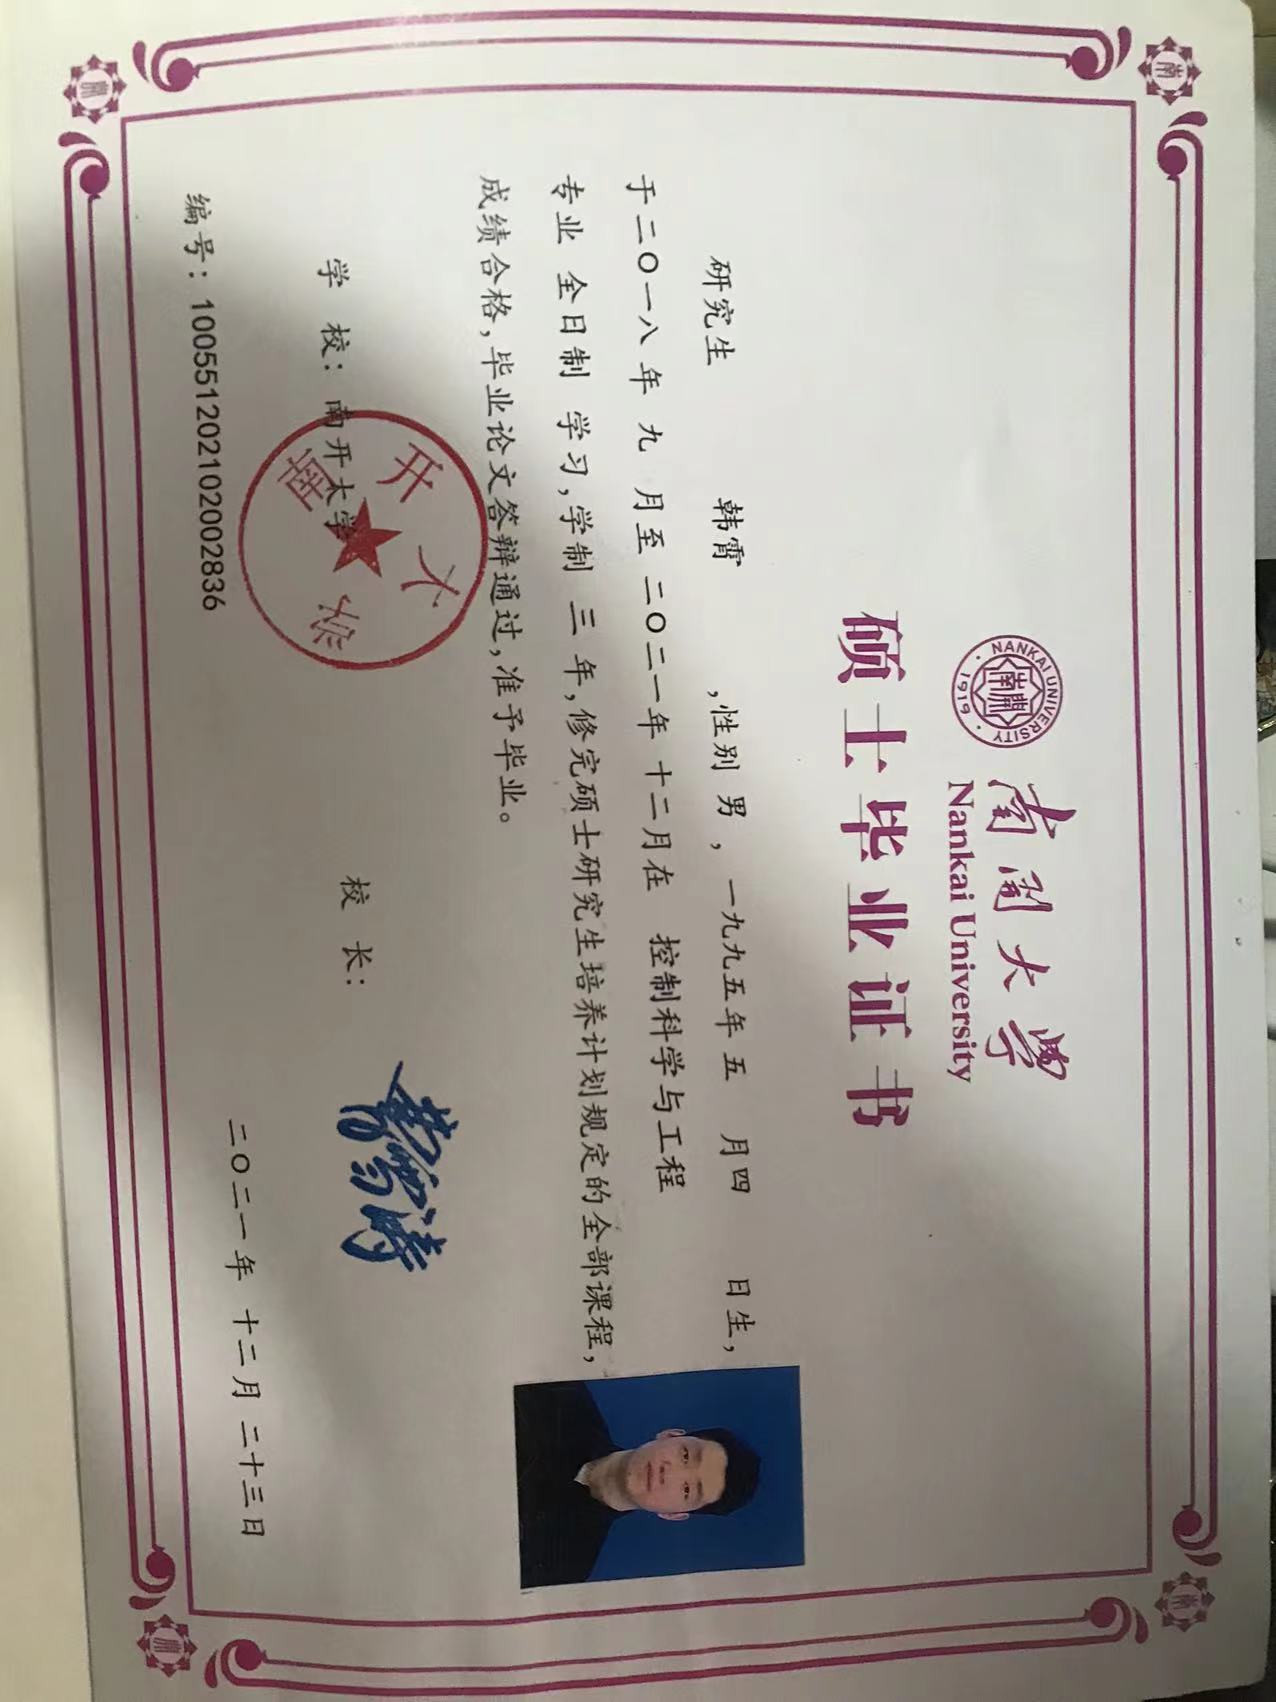 南開大學
Nankai University
NANKAI UNIVERSITY
1919
硕士毕业证书
研究生 韩霄 ,性别 男 , 一九九五年 五 月四 日生,
于二〇一八 年 九 月至 二〇二一年 十二月在 控制科学与工程
专业 全日制 学习,学制 三 年,修完硕士研究生培养计划规定的全部课程,
成绩合格,毕业论文答辩通过,准予毕业。
学 校: 南开大学
南开大学
校 长:
曹雪涛
编号: 100551202102002836
二〇二一年 十二月 二十三日